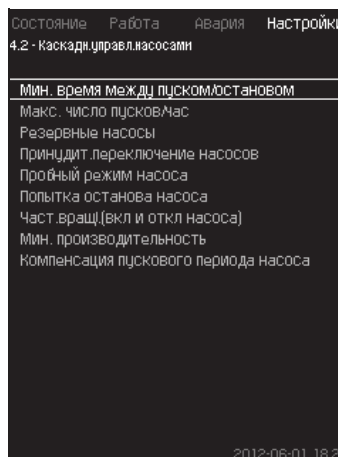 Состояние Работа Авария Настройки
4.2 - Каскадн.управл.насосами
Мин. время между пуском/остановом
Макс. число пусков/час
Резервные насосы
Принудит.переключение насосов
Пробный режим насоса
Попытка останова насоса
Част.вращ.(вкл и откл насоса)
Мин. производительность
Компенсация пускового периода насоса
2012-06-01 18:2